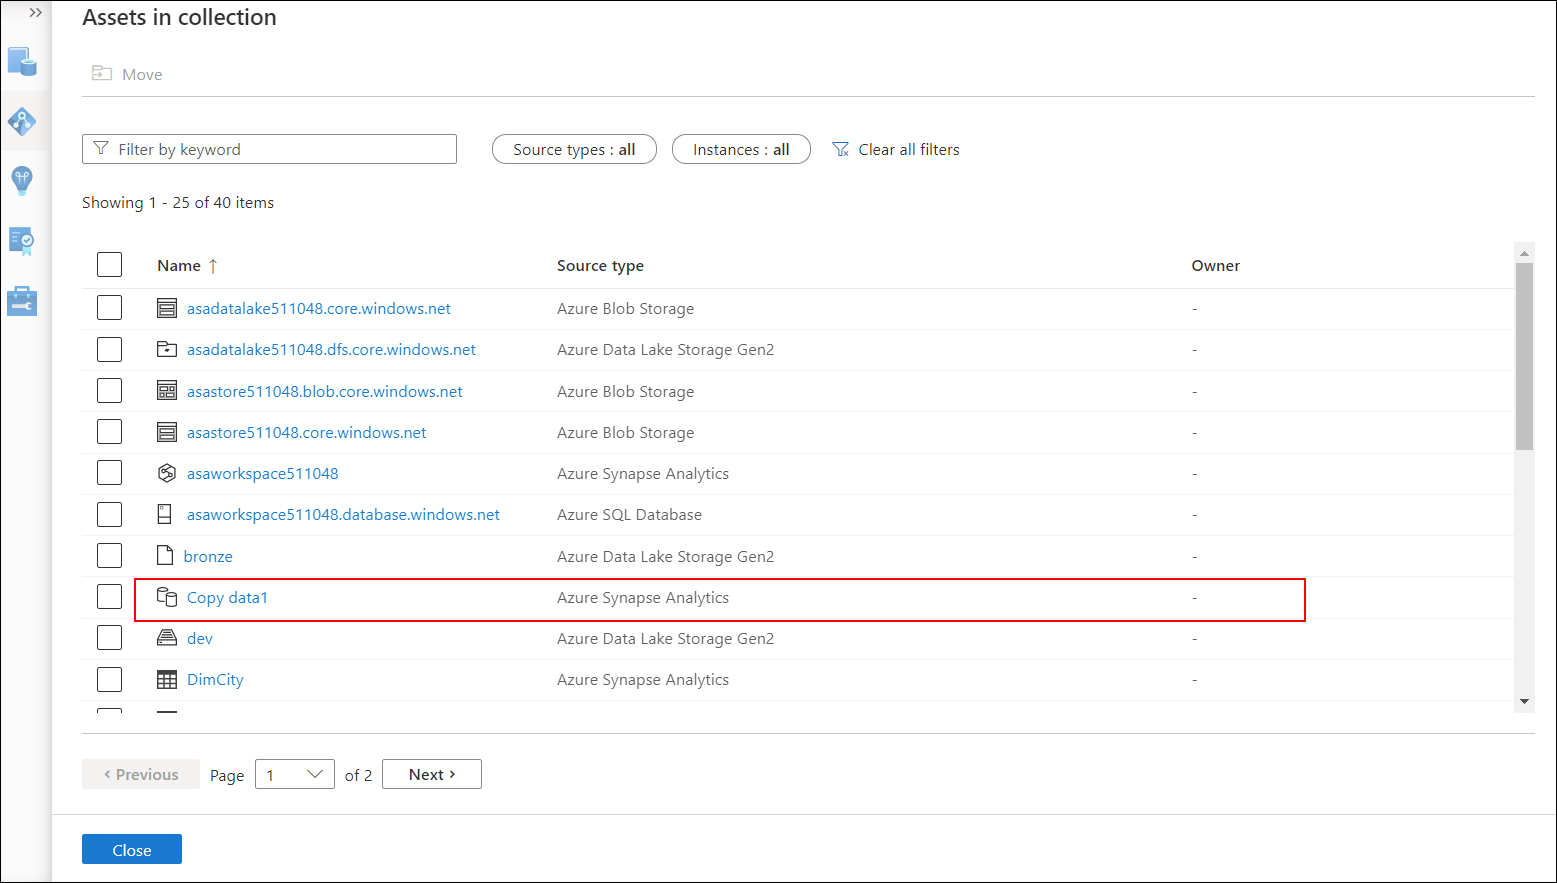 Assets in collection
Move
Filter by keyword
Source types : all
Instances : all
Clear all filters
Showing 1 - 25 of 40 items
Name ↑ Source type Owner
asadatalake511048.core.windows.net Azure Blob Storage -
asadatalake511048.dfs.core.windows.net Azure Data Lake Storage Gen2 -
asastore511048.blob.core.windows.net Azure Blob Storage -
asastore511048.core.windows.net Azure Blob Storage -
asaworkspace511048 Azure Synapse Analytics -
asaworkspace511048.database.windows.net Azure SQL Database -
bronze Azure Data Lake Storage Gen2 -
Copy data1 Azure Synapse Analytics -
dev Azure Data Lake Storage Gen2 -
DimCity Azure Synapse Analytics -
‹ Previous Page 1 of 2 Next ›
Close